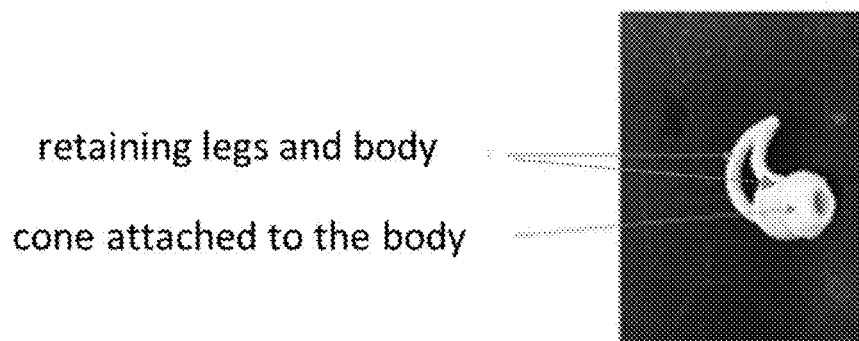 retaining legs and body
cone attached to the body